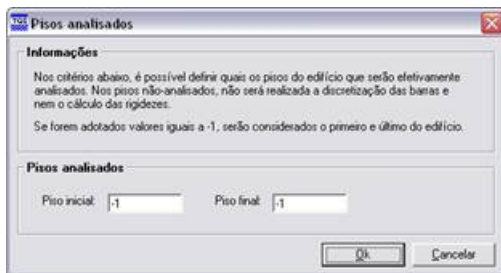 TQS Pisos analisados
Informações
Nos critérios abaixo, é possível definir quais os pisos do edifício que serão efetivamente
analisados. Nos pisos não-analisados, não será realizada a discretização das barras e
nem o cálculo das rigidezes.
Se forem adotados valores iguais a -1, serão considerados o primeiro e último do edifício.
Pisos analisados
Piso inicial: -1 Piso final: -1
Ok Cancelar